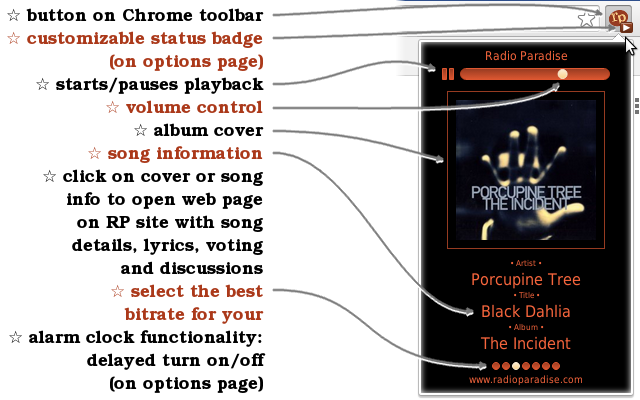 ☆ button on Chrome toolbar
☆ customizable status badge
(on options page)
☆ starts/pauses playback
☆ volume control
☆ album cover
☆ song information
☆ click on cover or song
info to open web page
on RP site with song
details, lyrics, voting
and discussions
☆ select the best
bitrate for your
☆ alarm clock functionality:
delayed turn on/off
(on options page)
rp
Radio Paradise
PORCUPINE TREE
THE INCIDENT
• Artist •
Porcupine Tree
• Title •
Black Dahlia
• Album •
The Incident
www.radioparadise.com